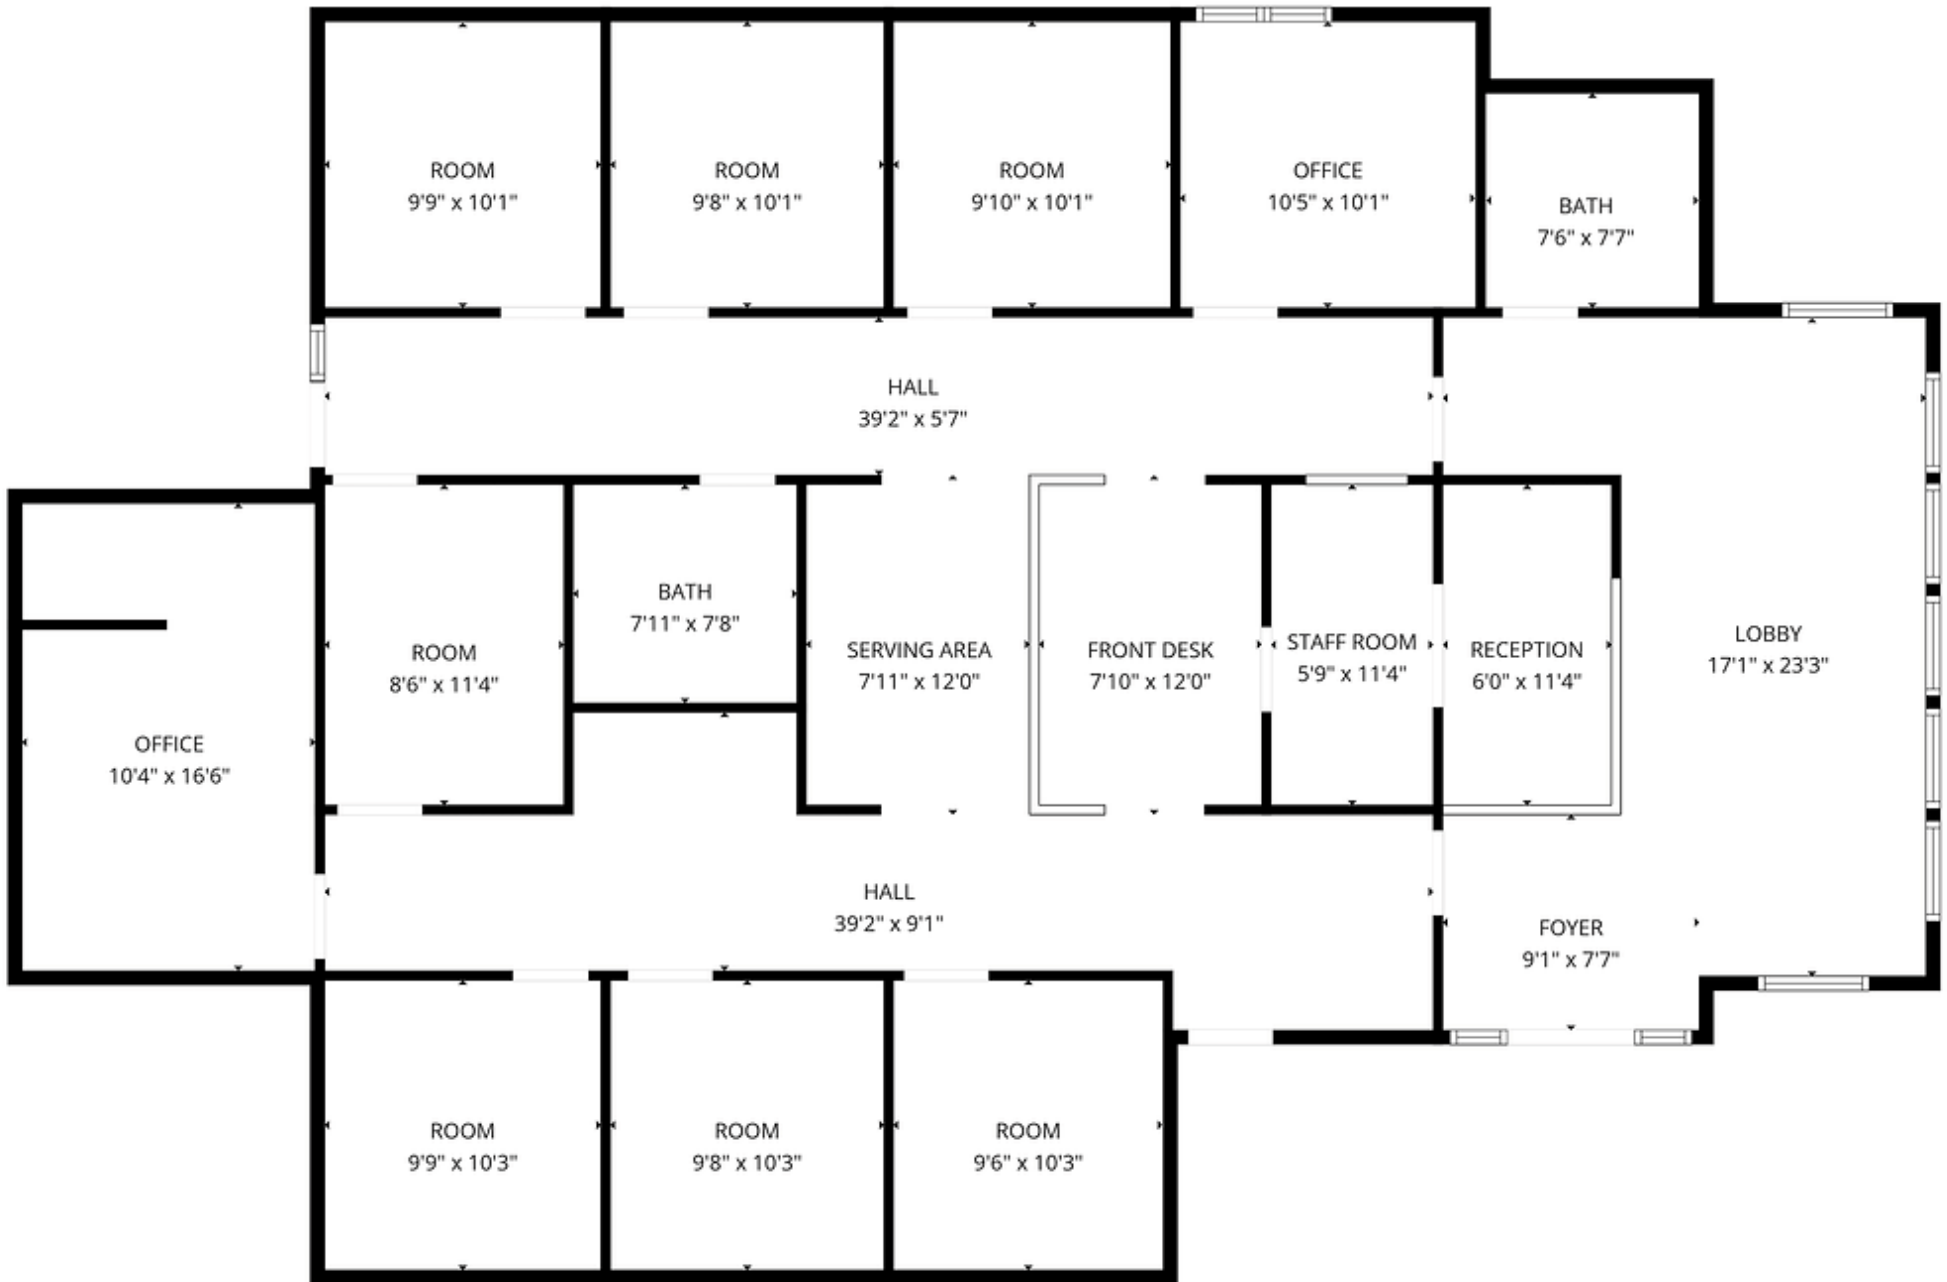 ROOM
9'9" x 10'1"
ROOM
9'8" x 10'1"
ROOM
9'10" x 10'1"
OFFICE
10'5" x 10'1"
BATH
7'6" x 7'7"
HALL
39'2" x 5'7"
BATH
7'11" x 7'8"
ROOM
8'6" x 11'4"
SERVING AREA
7'11" x 12'0"
FRONT DESK
7'10" x 12'0"
STAFF ROOM
5'9" x 11'4"
RECEPTION
6'0" x 11'4"
LOBBY
17'1" x 23'3"
OFFICE
10'4" x 16'6"
HALL
39'2" x 9'1"
FOYER
9'1" x 7'7"
ROOM
9'9" x 10'3"
ROOM
9'8" x 10'3"
ROOM
9'6" x 10'3"